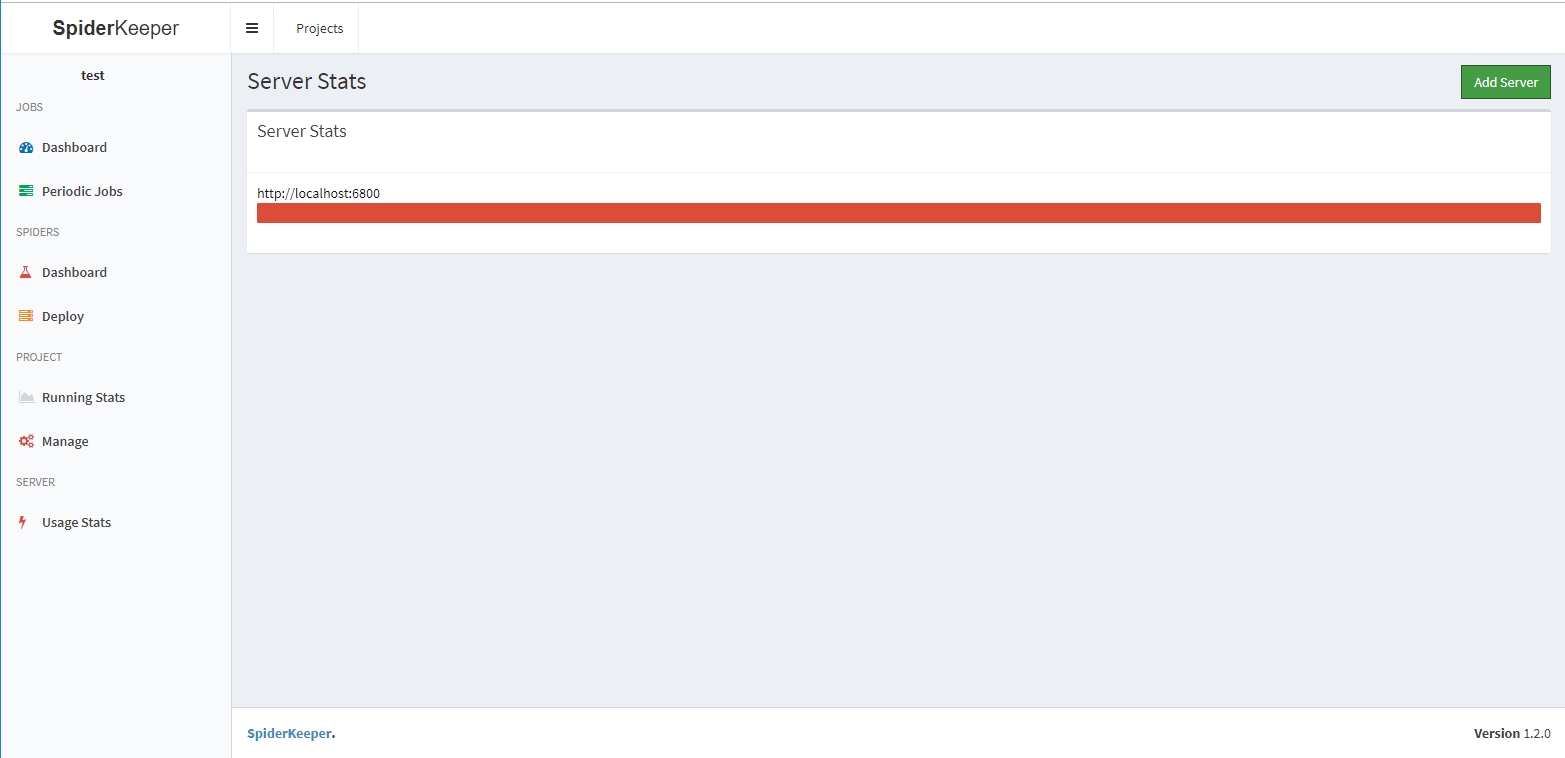 SpiderKeeper
Projects
test
JOBS
Dashboard
Periodic Jobs
SPIDERS
Dashboard
Deploy
PROJECT
Running Stats
Manage
SERVER
Usage Stats
Server Stats
Add Server
Server Stats
http://localhost:6800
SpiderKeeper.
Version 1.2.0